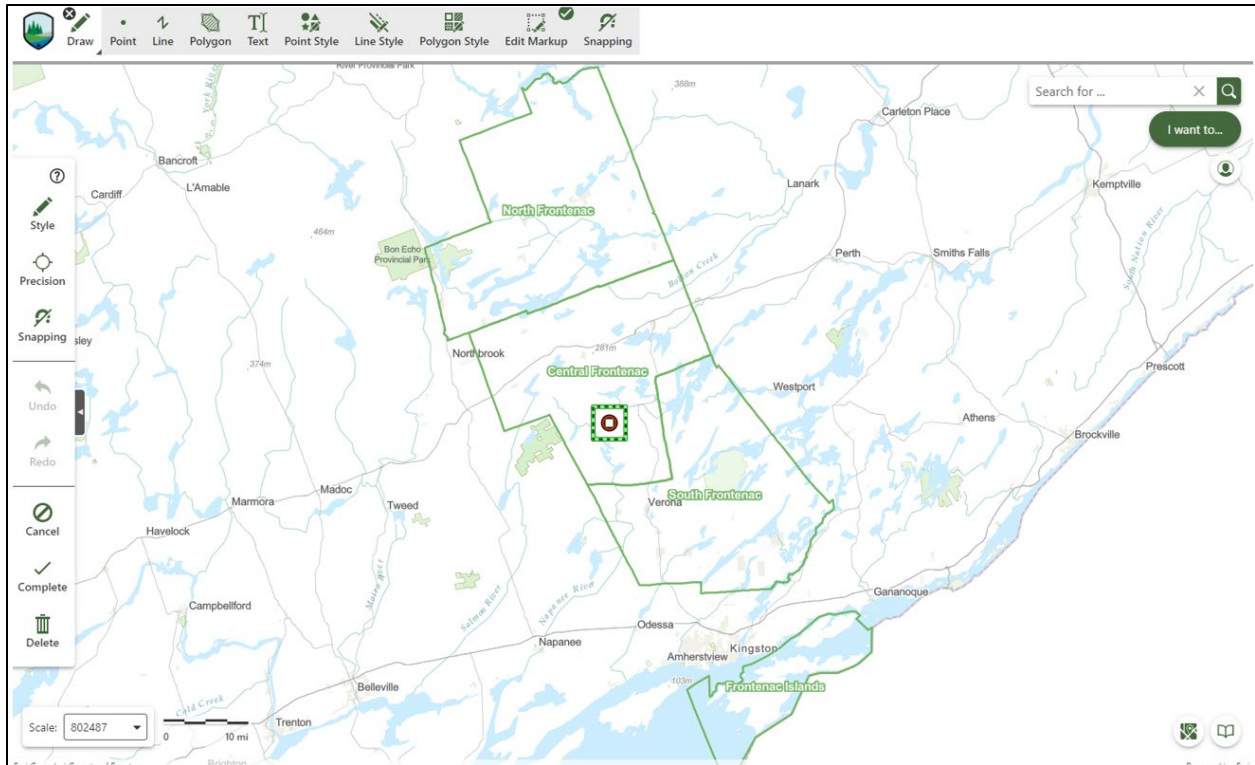 Draw
Point
Line
Polygon
Text
Point Style
Line Style
Polygon Style
Edit Markup
Snapping
River Provincial Park
York River
388m
Search for ...
I want to...
Carleton Place
Bancroft
Cardiff
L'Amable
Lanark
Kemptville
Style
North Frontenac
464m
Bon Echo
Provincial Park
South Nation River
Perth
Smiths Falls
Precision
Snapping
sley
Northbrook
281m
374m
Central Frontenac
Prescott
Westport
Undo
Athens
Brockville
Redo
Madoc
South Frontenac
Marmora
Verona
Tweed
Cancel
Havelock
Complete
Moira River
Salmon River
Napanee River
Gananoque
Campbellford
Delete
Odessa
Napanee
Amherstview
Kingston
103m
Frontenac Islands
Belleville
Cold Creek
Scale:
802487
0
10 mi
Trenton
Brighton